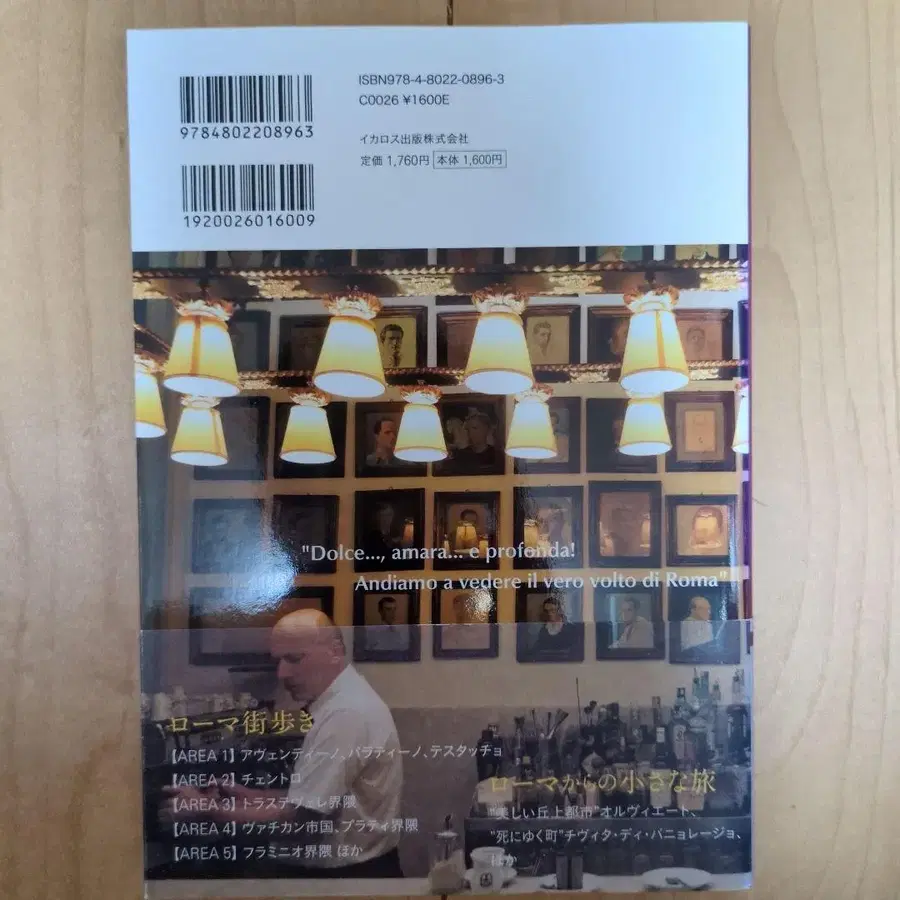 ISBN978-4-8022-0896-3
C0026 ¥1600E
9784802208963
イカロス出版株式会社
定価 1,760円 本体 1,600円
1920026016009
"Dolce..., amara... e profonda!
Andiamo a vedere il vero volto di Roma"
ローマ街歩き
【AREA 1】アヴェンティーノ、パラティーノ、テスタッチョ
【AREA 2】チェントロ
【AREA 3】トラステヴェレ界隈
【AREA 4】ヴァチカン市国、プラティ界隈
【AREA 5】フラミニオ界隈 ほか
ローマからの小さな旅
"美しい丘上都市"オルヴィエート、
"死にゆく町"チヴィタ・ディ・バニョレージョ、
ほか